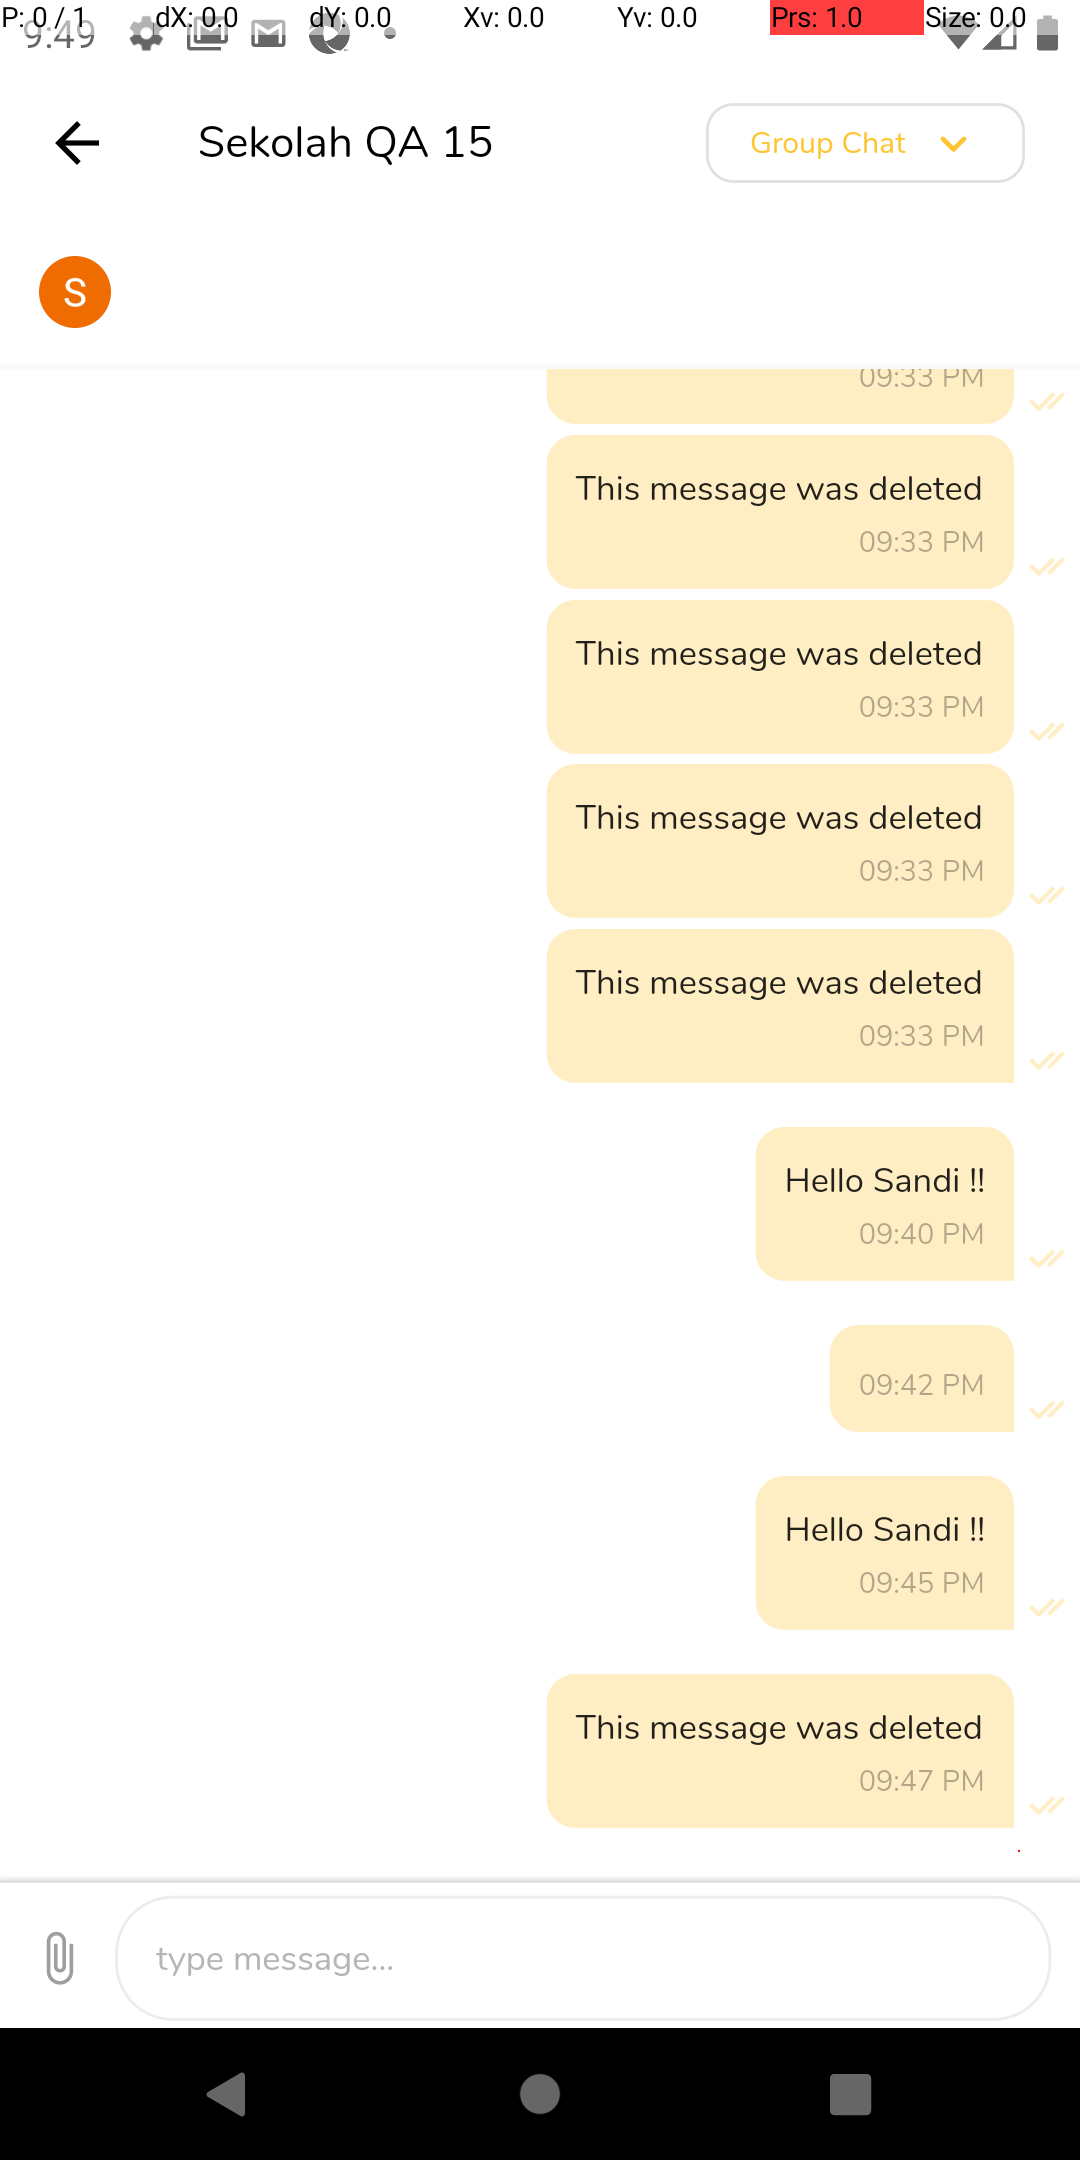 P: 0 / 1 dX: 0.0 dY: 0.0 Xv: 0.0 Yv: 0.0 Prs: 1.0 Size: 0.0
9:49
Sekolah QA 15
Group Chat
S
09:33 PM
This message was deleted
09:33 PM
This message was deleted
09:33 PM
This message was deleted
09:33 PM
This message was deleted
09:33 PM
Hello Sandi !!
09:40 PM
09:42 PM
Hello Sandi !!
09:45 PM
This message was deleted
09:47 PM
type message...